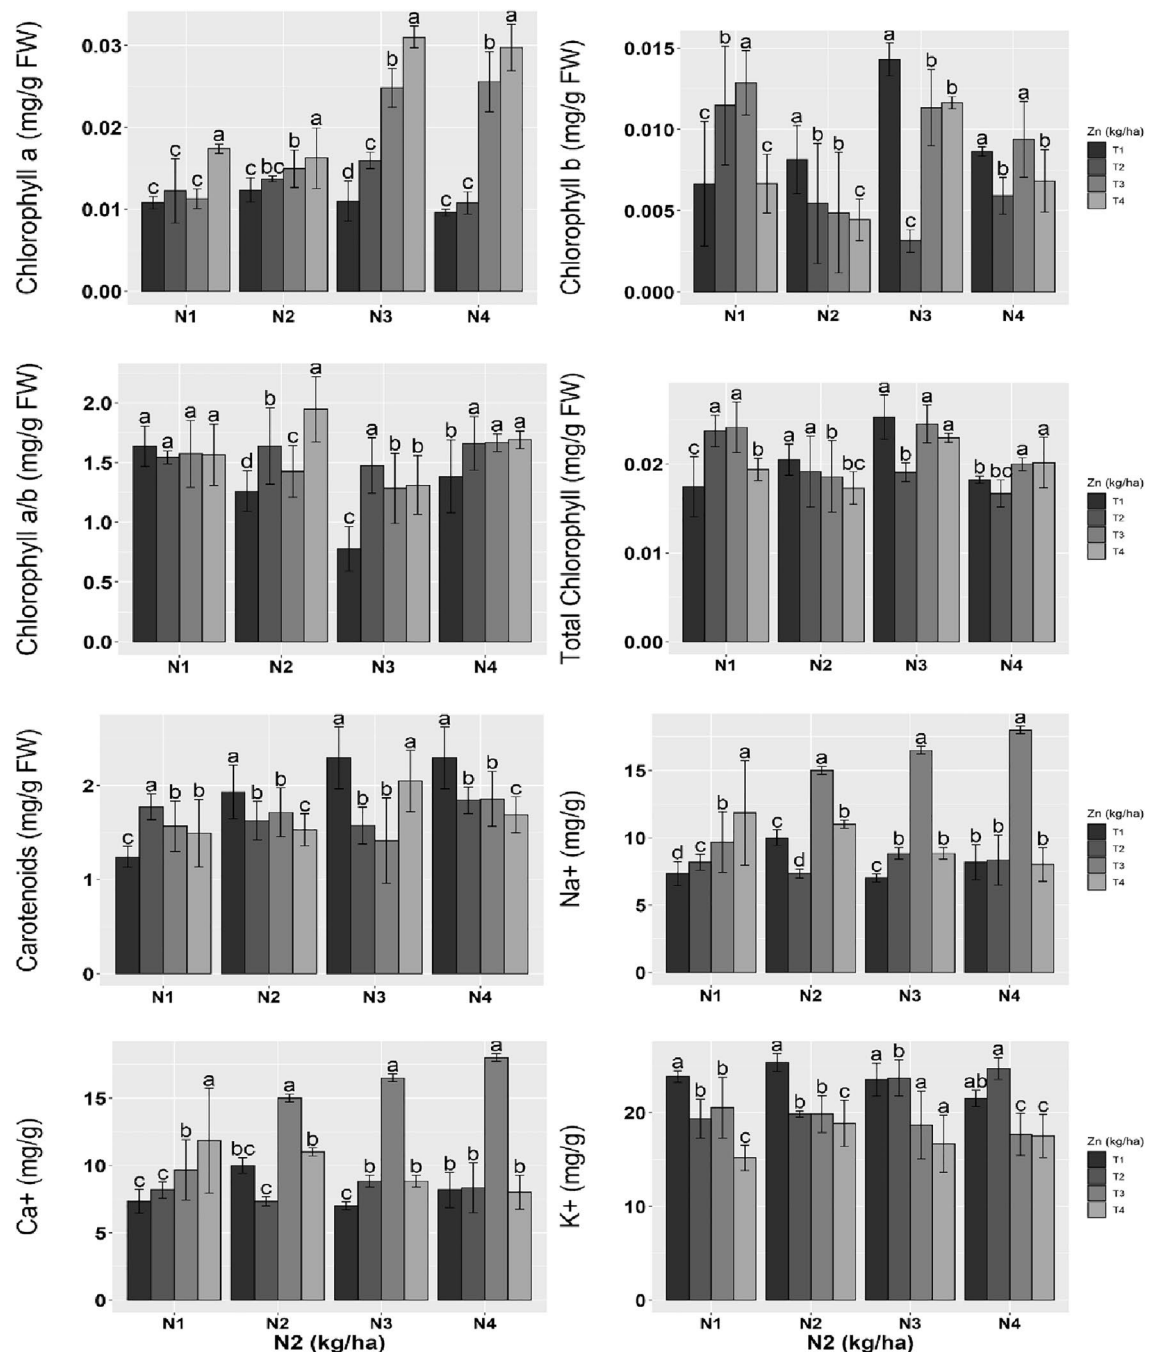 Chlorophyll a (mg/g FW)
0.03
0.02
0.01
0.00
c c c a
c bc b a
d c b a
c c b a
N1 N2 N3 N4
Chlorophyll b (mg/g FW)
0.015
0.010
0.005
0.000
c b a c
a b b c
a c b b
a b a b
N1 N2 N3 N4
Zn (kg/ha)
T1
T2
T3
T4
Chlorophyll a/b (mg/g FW)
2.0
1.5
1.0
0.5
0.0
a a a a
d b c a
c a b b
b a a a
N1 N2 N3 N4
Total Chlorophyll (mg/g FW)
0.02
0.01
0.00
c a a b
a a b bc
a b a a
b bc a a
N1 N2 N3 N4
Zn (kg/ha)
T1
T2
T3
T4
Carotenoids (mg/g FW)
2
1
0
c a b b
a b b c
a b b a
a b b c
N1 N2 N3 N4
Na+ (mg/g)
15
10
5
0
d c b a
c d a b
c b a b
b b a b
N1 N2 N3 N4
Zn (kg/ha)
T1
T2
T3
T4
Ca+ (mg/g)
15
10
5
0
c c b a
bc c a b
c b a b
b b a b
N1 N2 N3 N4
N2 (kg/ha)
K+ (mg/g)
20
10
0
a b b c
a b b c
a b a a
ab a c c
N1 N2 N3 N4
N2 (kg/ha)
Zn (kg/ha)
T1
T2
T3
T4